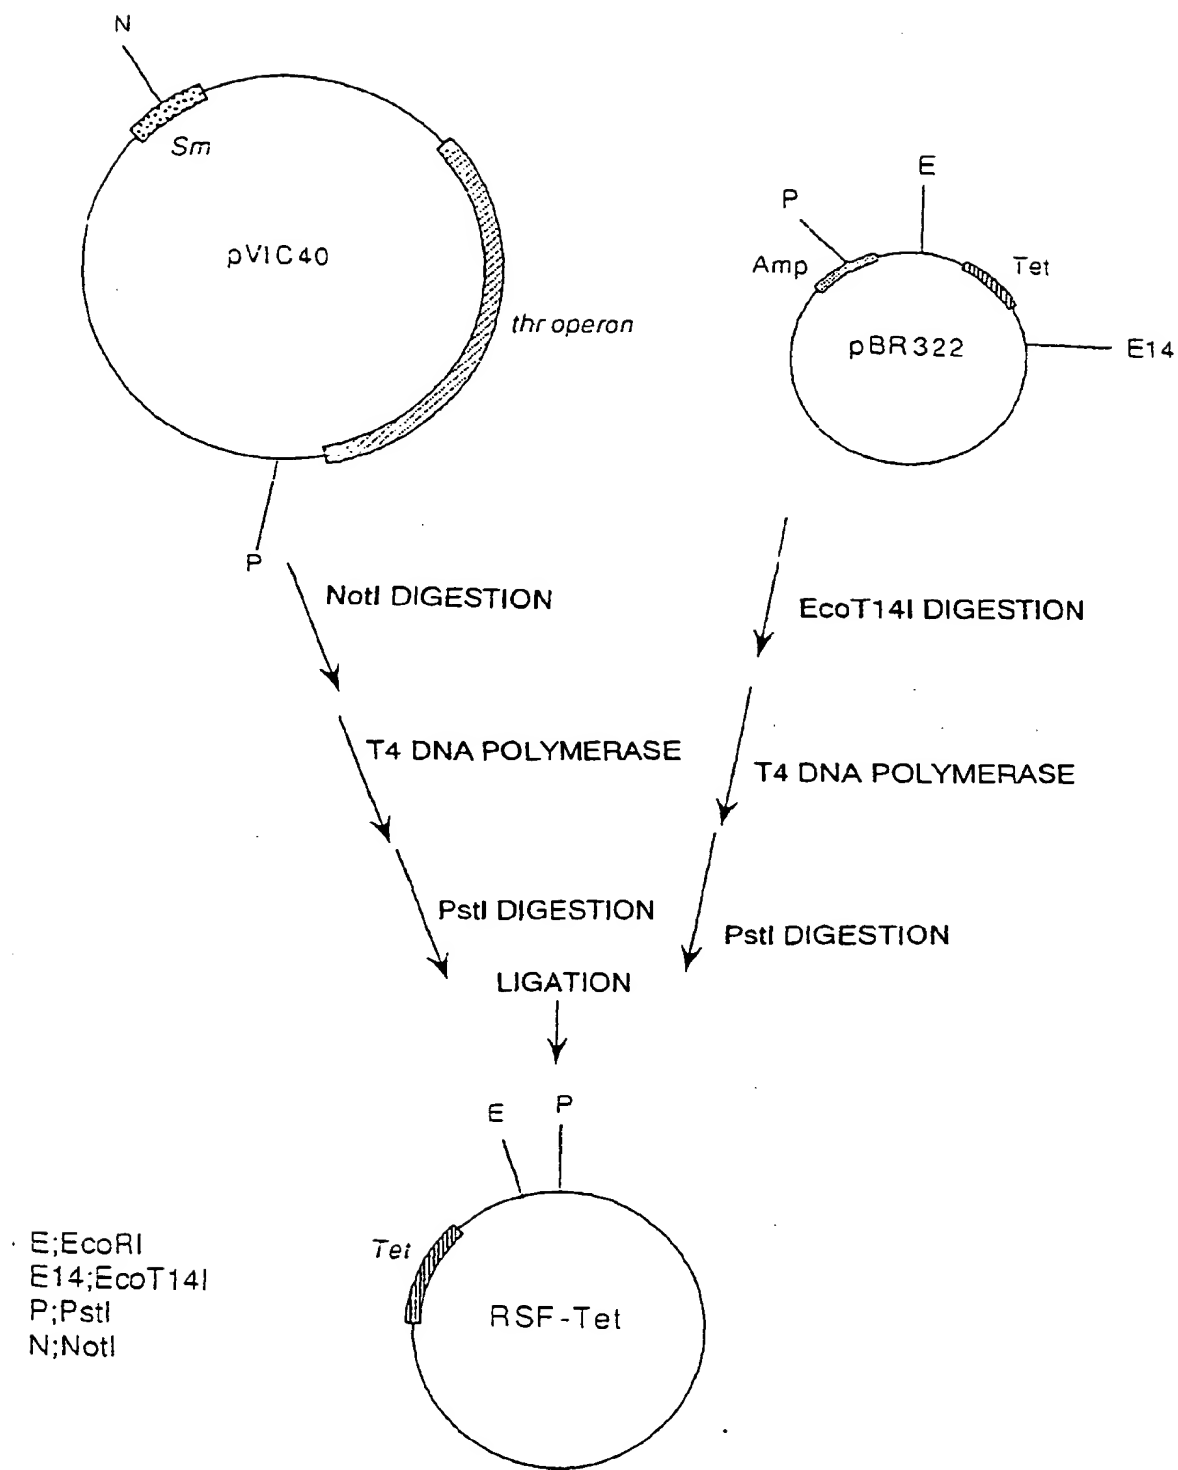 N
Sm
pVIC40
thr operon
P
E
P
Amp
Tet
pBR322
E14
NotI DIGESTION
EcoT14I DIGESTION
T4 DNA POLYMERASE
T4 DNA POLYMERASE
PstI DIGESTION
PstI DIGESTION
LIGATION
E
P
Tet
RSF-Tet
E;EcoRI
E14;EcoT14I
P;PstI
N;NotI